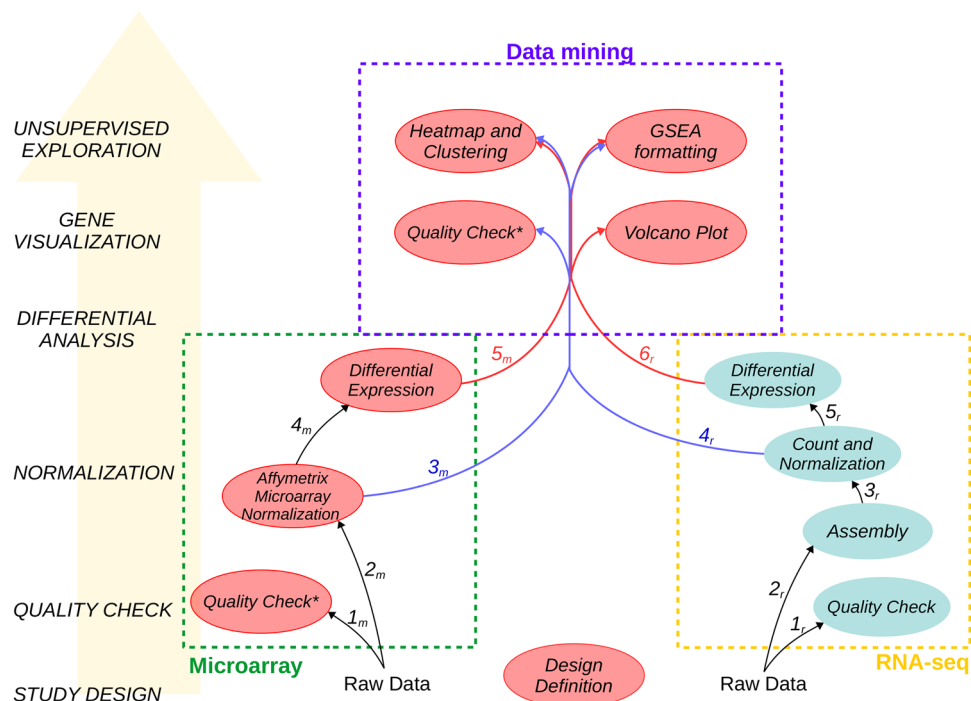 Data mining
UNSUPERVISED
EXPLORATION
Heatmap and
Clustering
GSEA
formatting
GENE
VISUALIZATION
Quality Check*
Volcano Plot
DIFFERENTIAL
ANALYSIS
5m
6r
Differential
Expression
Differential
Expression
4m
5r
3m
4r
NORMALIZATION
Affymetrix
Microarray
Normalization
Count and
Normalization
3r
Assembly
2m
2r
QUALITY CHECK
Quality Check*
1m
1r
Quality Check
Microarray
RNA-seq
Raw Data
Design
Definition
Raw Data
STUDY DESIGN